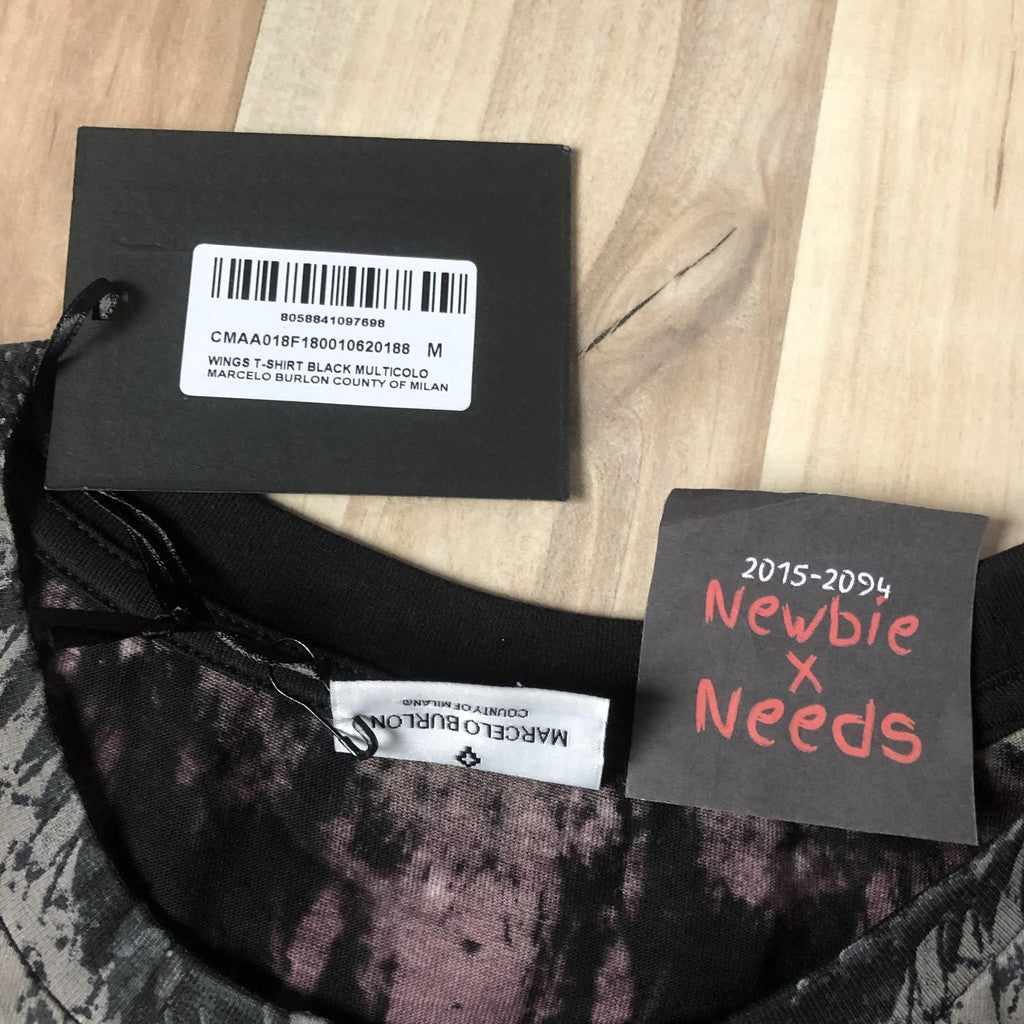 8058841097698
CMAA018F180010620188 M
WINGS T-SHIRT BLACK MULTICOLO
MARCELO BURLON COUNTY OF MILAN
2015-2094
Newbie
x
Needs
MARCELO BURLON
COUNTY OF MILAN®